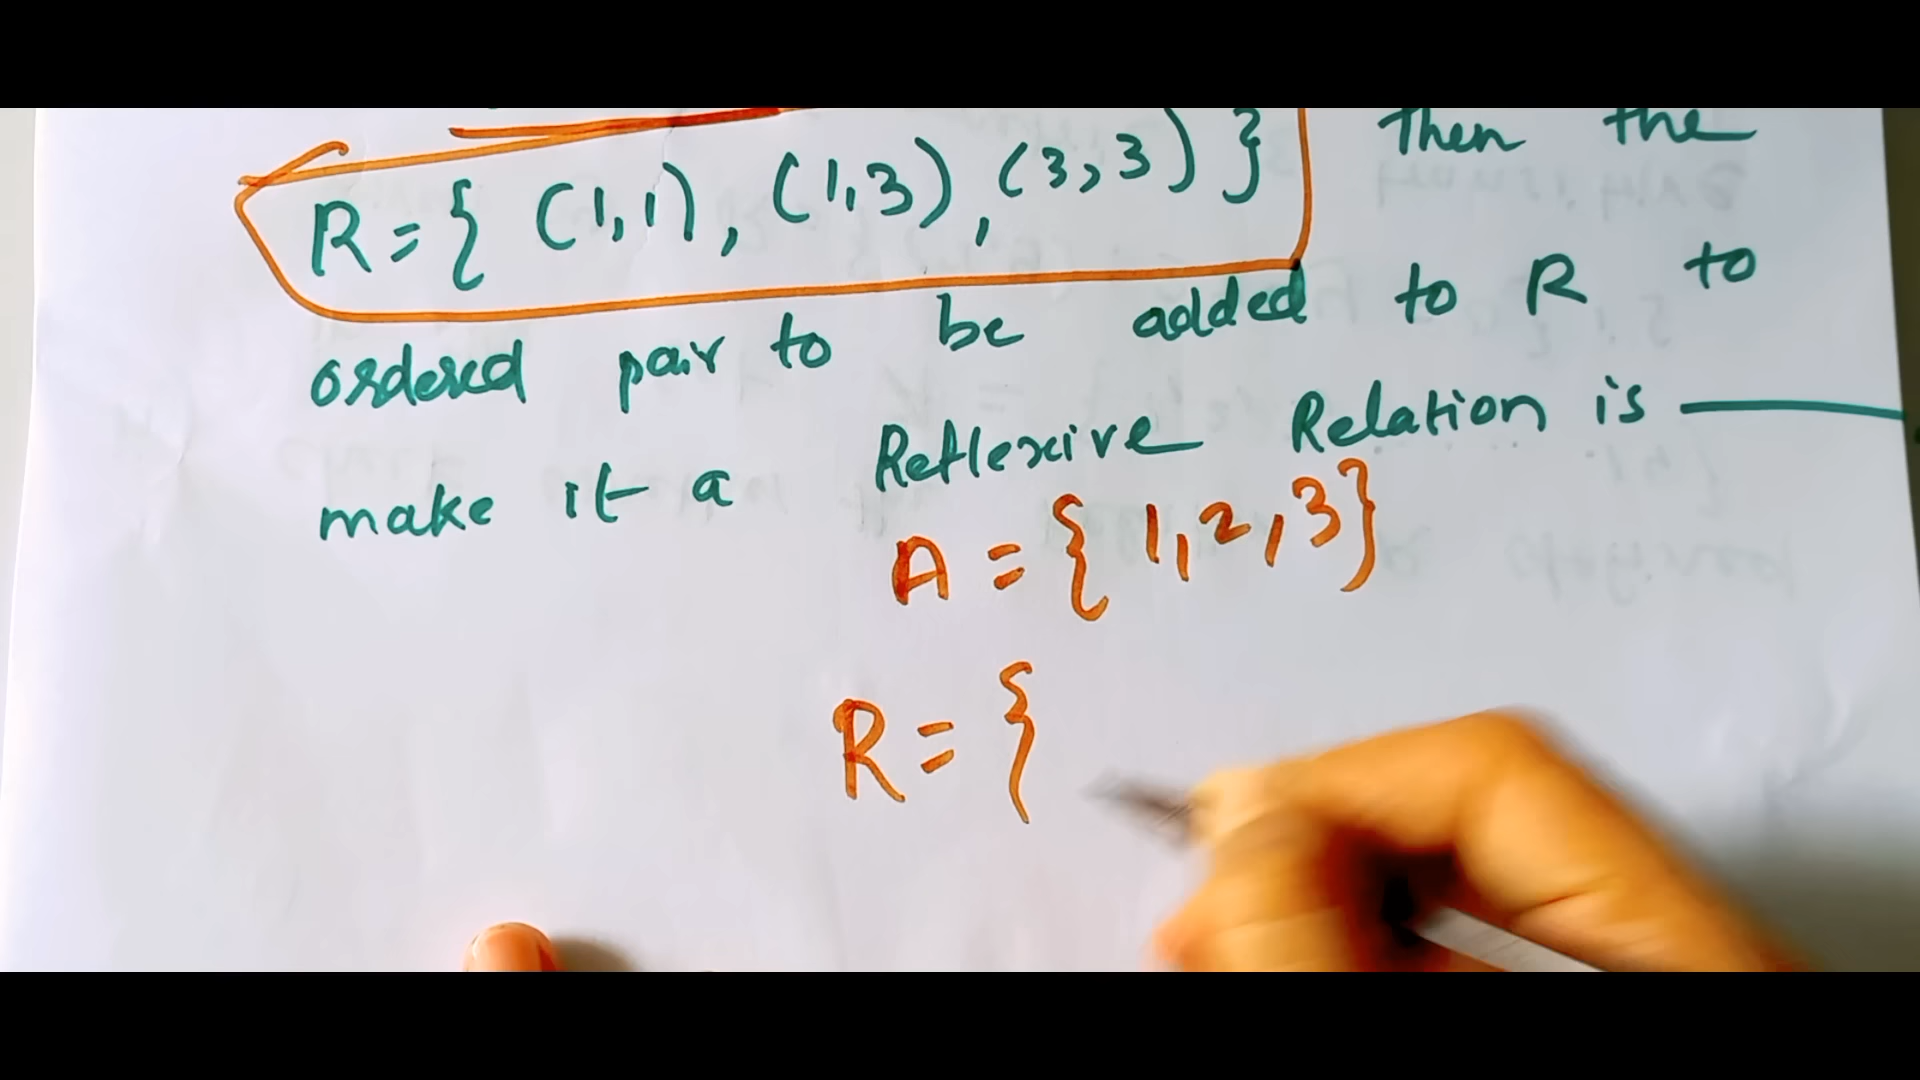 R = { (1,1), (1,3), (3,3) } Then the
ordered pair to be added to R to
make it a Reflexive Relation is ——
A = { 1, 2, 3 }
R = {